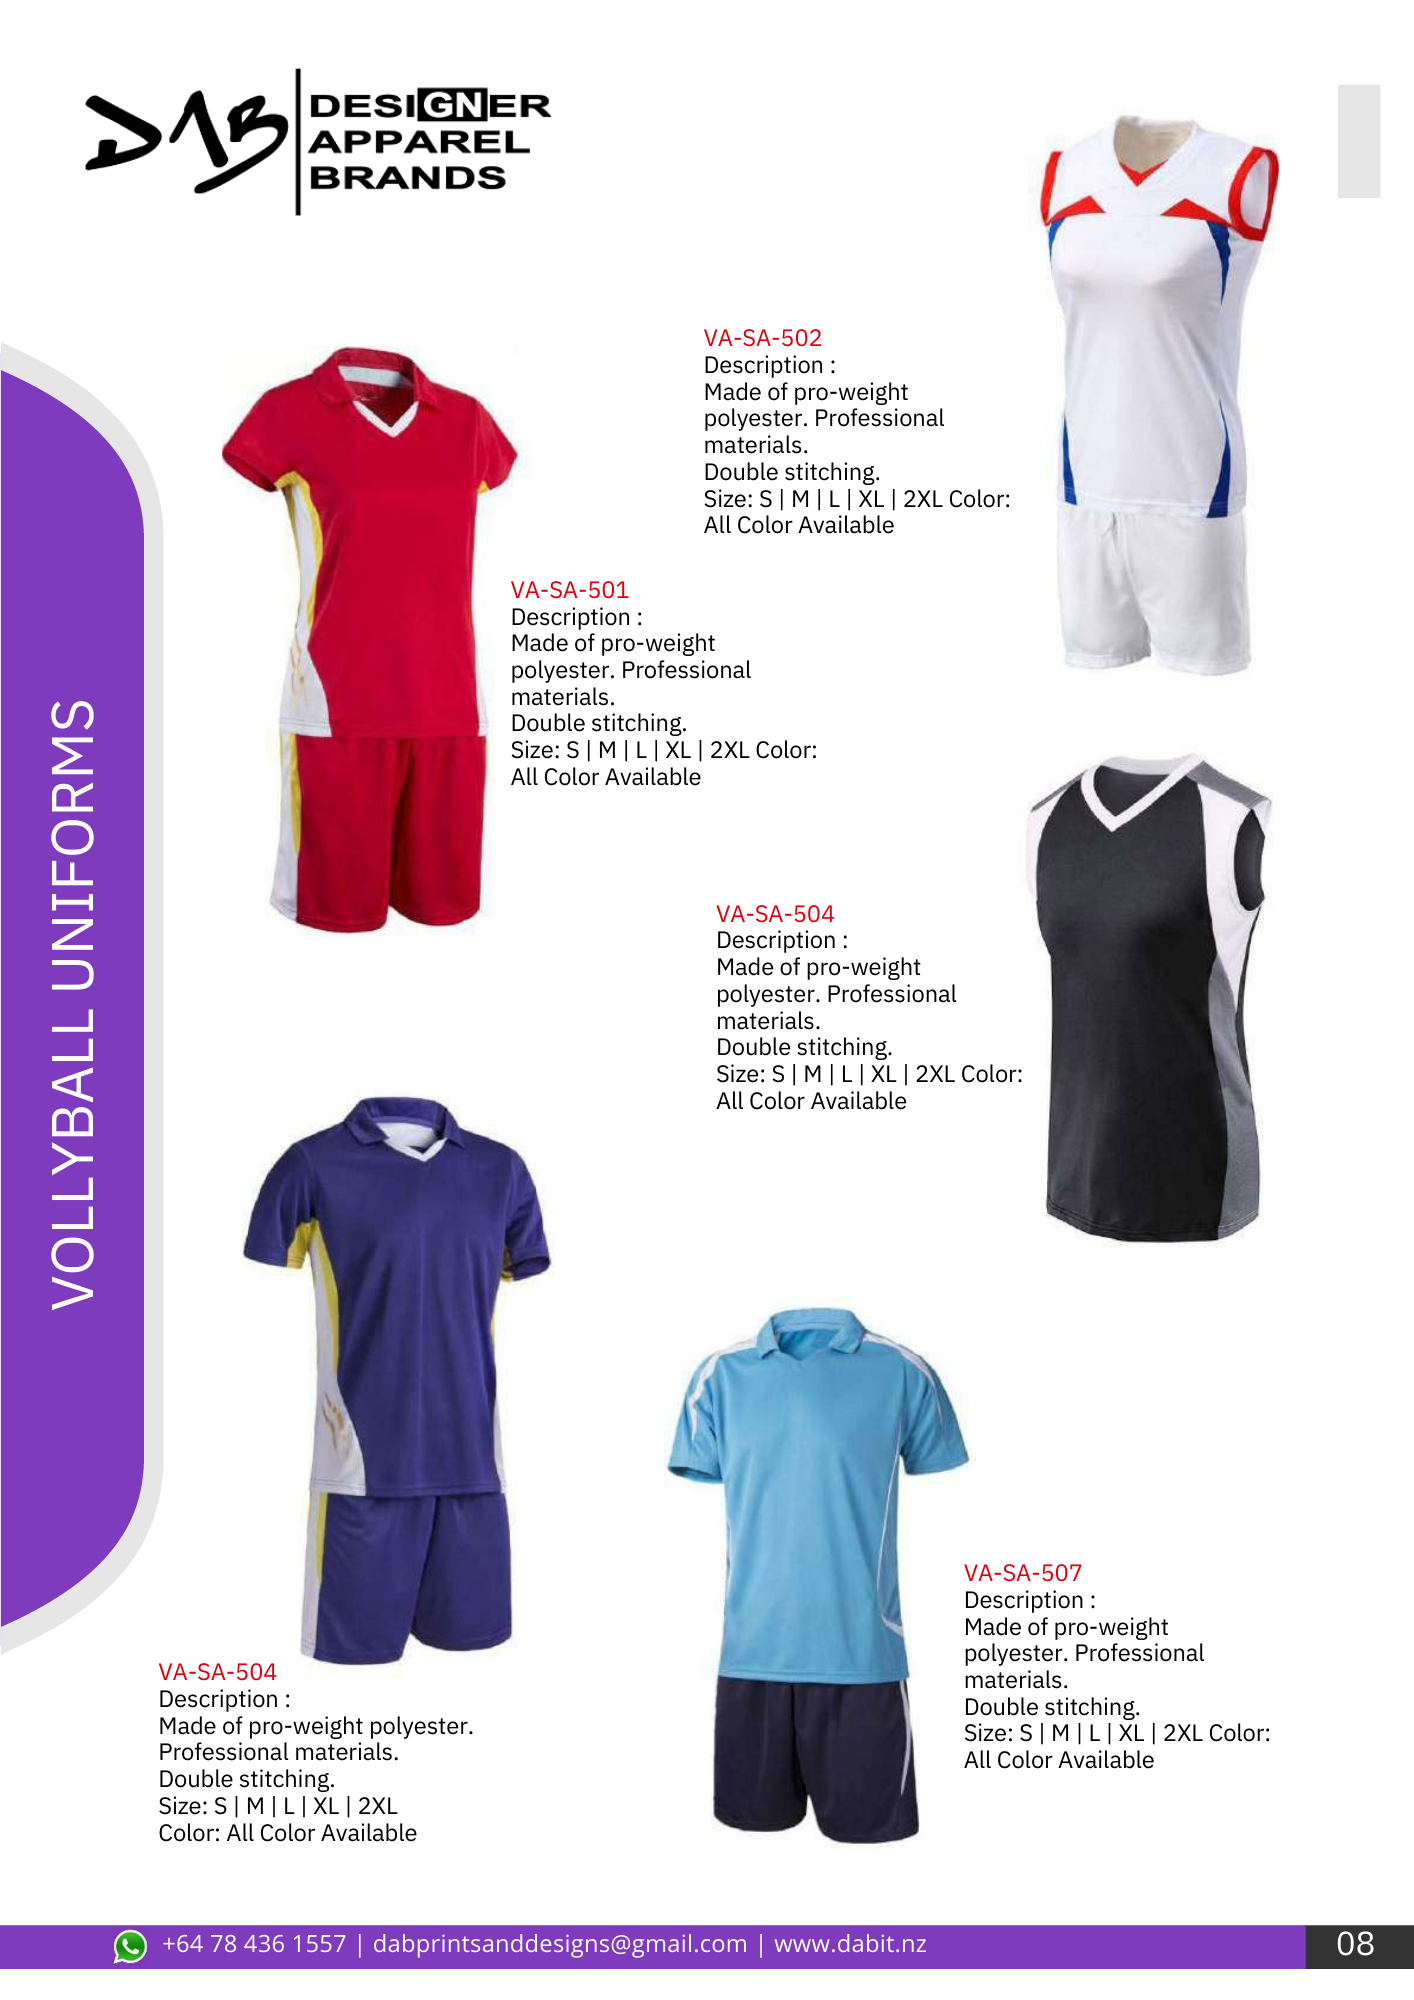 DAB
DESIGNER
APPAREL
BRANDS
VA-SA-502
Description :
Made of pro-weight
polyester. Professional
materials.
Double stitching.
Size: S | M | L | XL | 2XL Color:
All Color Available
VA-SA-501
Description :
Made of pro-weight
polyester. Professional
materials.
Double stitching.
Size: S | M | L | XL | 2XL Color:
All Color Available
VOLLYBALL UNIFORMS
VA-SA-504
Description :
Made of pro-weight
polyester. Professional
materials.
Double stitching.
Size: S | M | L | XL | 2XL Color:
All Color Available
VA-SA-507
Description :
Made of pro-weight
polyester. Professional
materials.
Double stitching.
Size: S | M | L | XL | 2XL Color:
All Color Available
VA-SA-504
Description :
Made of pro-weight polyester.
Professional materials.
Double stitching.
Size: S | M | L | XL | 2XL
Color: All Color Available
+64 78 436 1557 | dabprintsanddesigns@gmail.com | www.dabit.nz
08